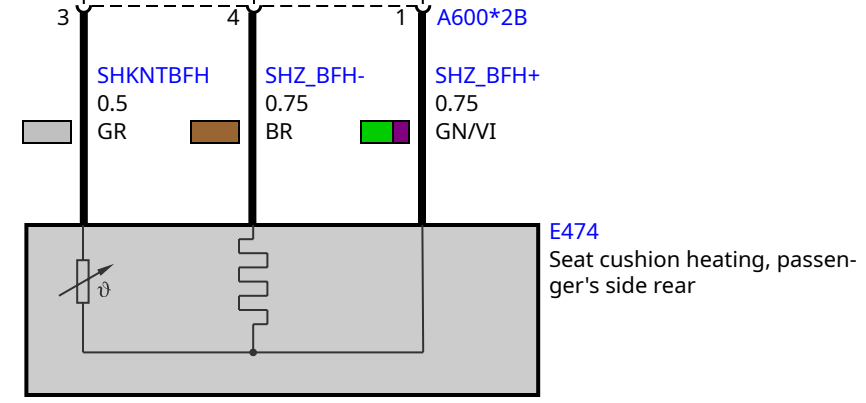 3
4
1
A600*2B
SHKNTBFH
0.5
GR
SHZ_BFH-
0.75
BR
SHZ_BFH+
0.75
GN/VI
E474
Seat cushion heating, passen-
ger's side rear
ϑ